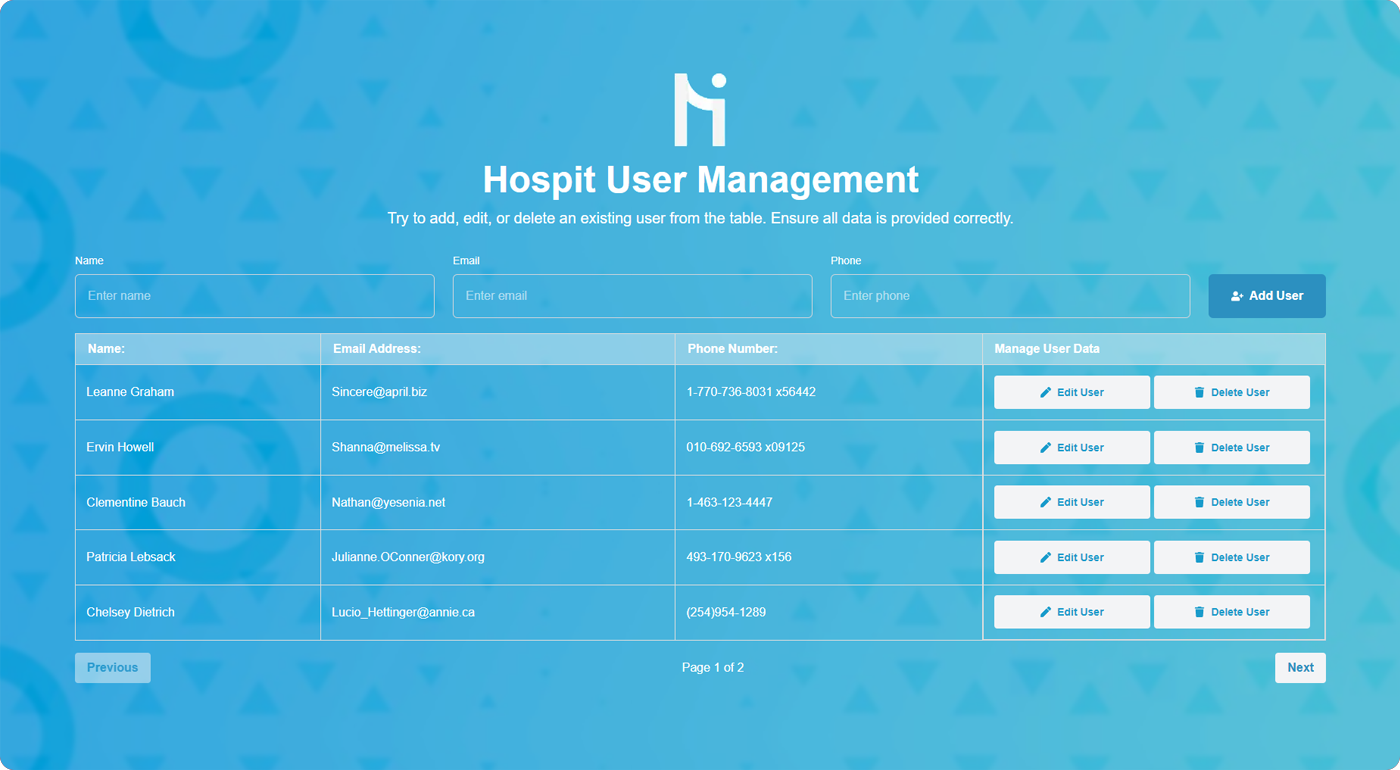 Hospit User Management
Try to add, edit, or delete an existing user from the table. Ensure all data is provided correctly.
Name Email Phone
Enter name Enter email Enter phone Add User
Name: Email Address: Phone Number: Manage User Data
Leanne Graham Sincere@april.biz 1-770-736-8031 x56442 Edit User Delete User
Ervin Howell Shanna@melissa.tv 010-692-6593 x09125 Edit User Delete User
Clementine Bauch Nathan@yesenia.net 1-463-123-4447 Edit User Delete User
Patricia Lebsack Julianne.OConner@kory.org 493-170-9623 x156 Edit User Delete User
Chelsey Dietrich Lucio_Hettinger@annie.ca (254)954-1289 Edit User Delete User
Previous Page 1 of 2 Next